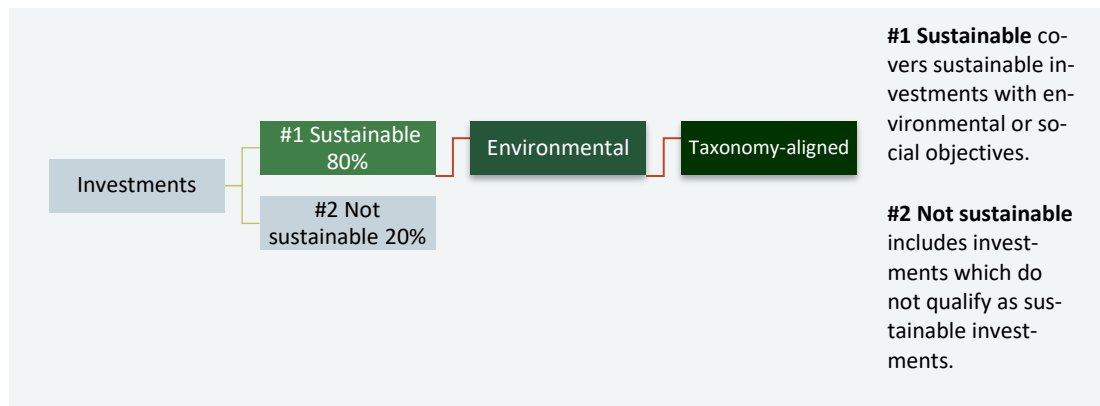 Investments
#1 Sustainable
80%
#2 Not
sustainable 20%
Environmental
Taxonomy-aligned
#1 Sustainable co-
vers sustainable in-
vestments with en-
vironmental or so-
cial objectives.
#2 Not sustainable
includes invest-
ments which do
not qualify as sus-
tainable invest-
ments.